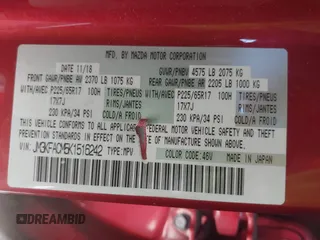 MFD. BY MAZDA MOTOR CORPORATION
DATE 11/18 GVWR/PNBV 4575 LB 2075 KG
FRONT GAWR/PNBE AV 2370 LB 1075 KG REAR GAWR/PNBE AR 2205 LB 1000 KG
WITH/AVEC P225/65R17 100H TIRES/PNEUS WITH/AVEC P225/65R17 100H TIRES/PNEUS
17X7J RIMS/JANTES 17X7J RIMS/JANTES
230 KPA/34 PSI COLD/A FROID 230 KPA/34 PSI COLD/A FROID
THIS VEHICLE CONFORMS TO ALL APPLICABLE FEDERAL MOTOR VEHICLE SAFETY AND BUMPER
STANDARDS IN EFFECT ON THE DATE OF MANUFACTURE SHOWN ABOVE.
TYPE:MPV
COLOR CODE:46V MADE IN JAPAN
DREAMBID